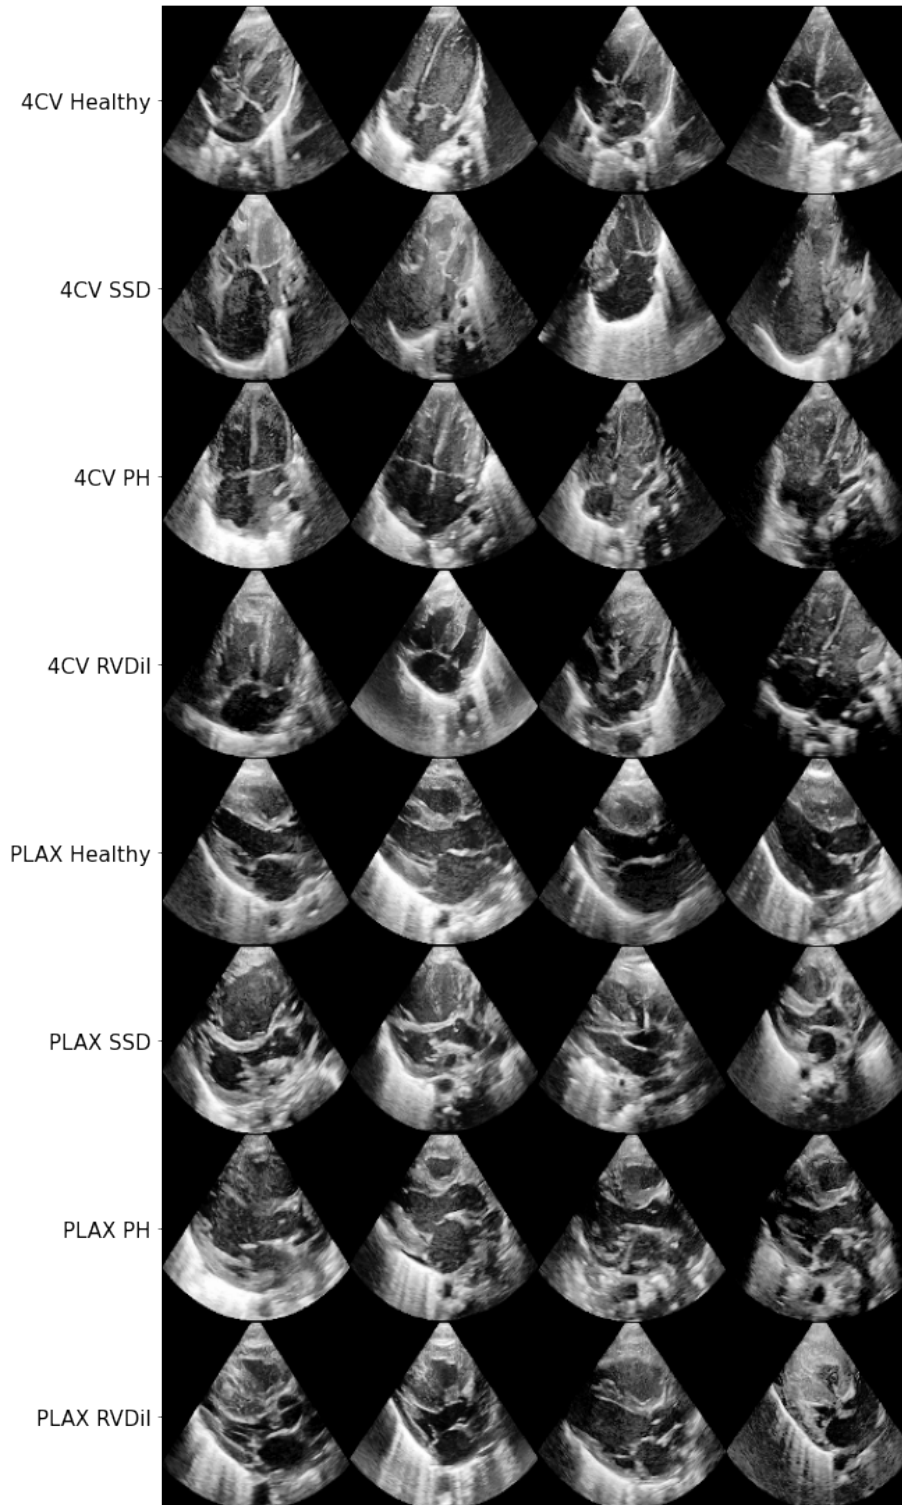 4CV Healthy
4CV SSD
4CV PH
4CV RVDil
PLAX Healthy
PLAX SSD
PLAX PH
PLAX RVDil